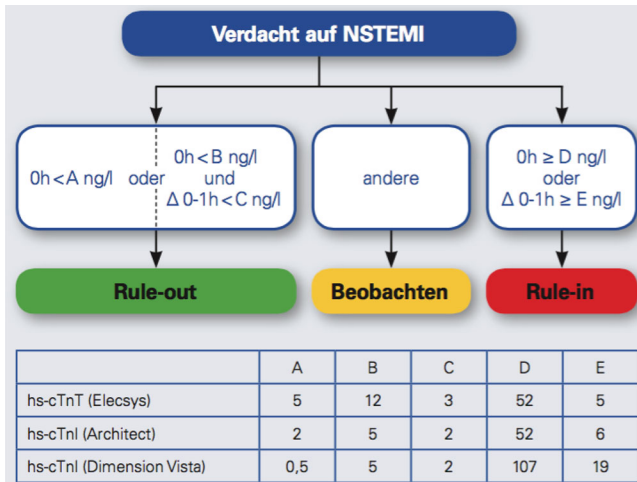 Verdacht auf NSTEMI
0h < A ng/l oder 0h < B ng/l
und
Δ 0-1h < C ng/l
andere
0h ≥ D ng/l
oder
Δ 0-1h ≥ E ng/l
Rule-out
Beobachten
Rule-in
A B C D E
hs-cTnT (Elecsys) 5 12 3 52 5
hs-cTnI (Architect) 2 5 2 52 6
hs-cTnI (Dimension Vista) 0,5 5 2 107 19